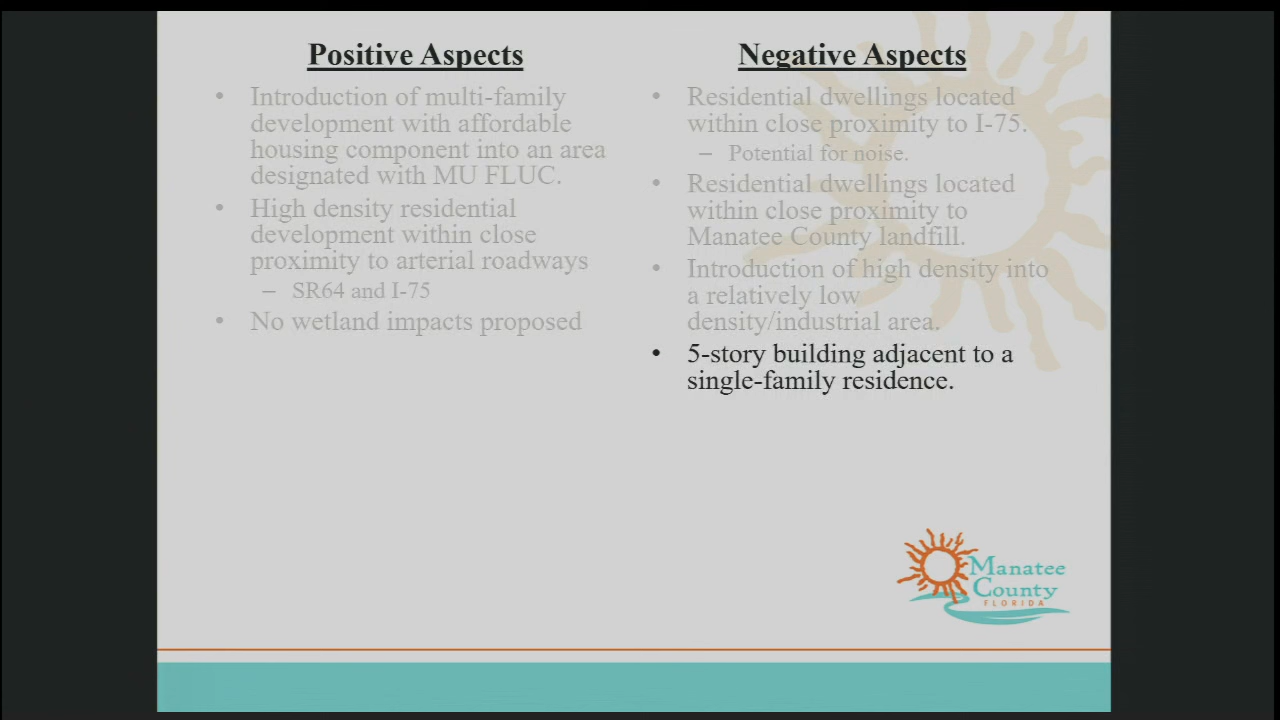 Positive Aspects
• Introduction of multi-family
development with affordable
housing component into an area
designated with MU FLUC.
• High density residential
development within close
proximity to arterial roadways
– SR64 and I-75
• No wetland impacts proposed
Negative Aspects
• Residential dwellings located
within close proximity to I-75.
– Potential for noise.
• Residential dwellings located
within close proximity to
Manatee County landfill.
• Introduction of high density into
a relatively low
density/industrial area.
• 5-story building adjacent to a
single-family residence.
Manatee
County
FLORIDA